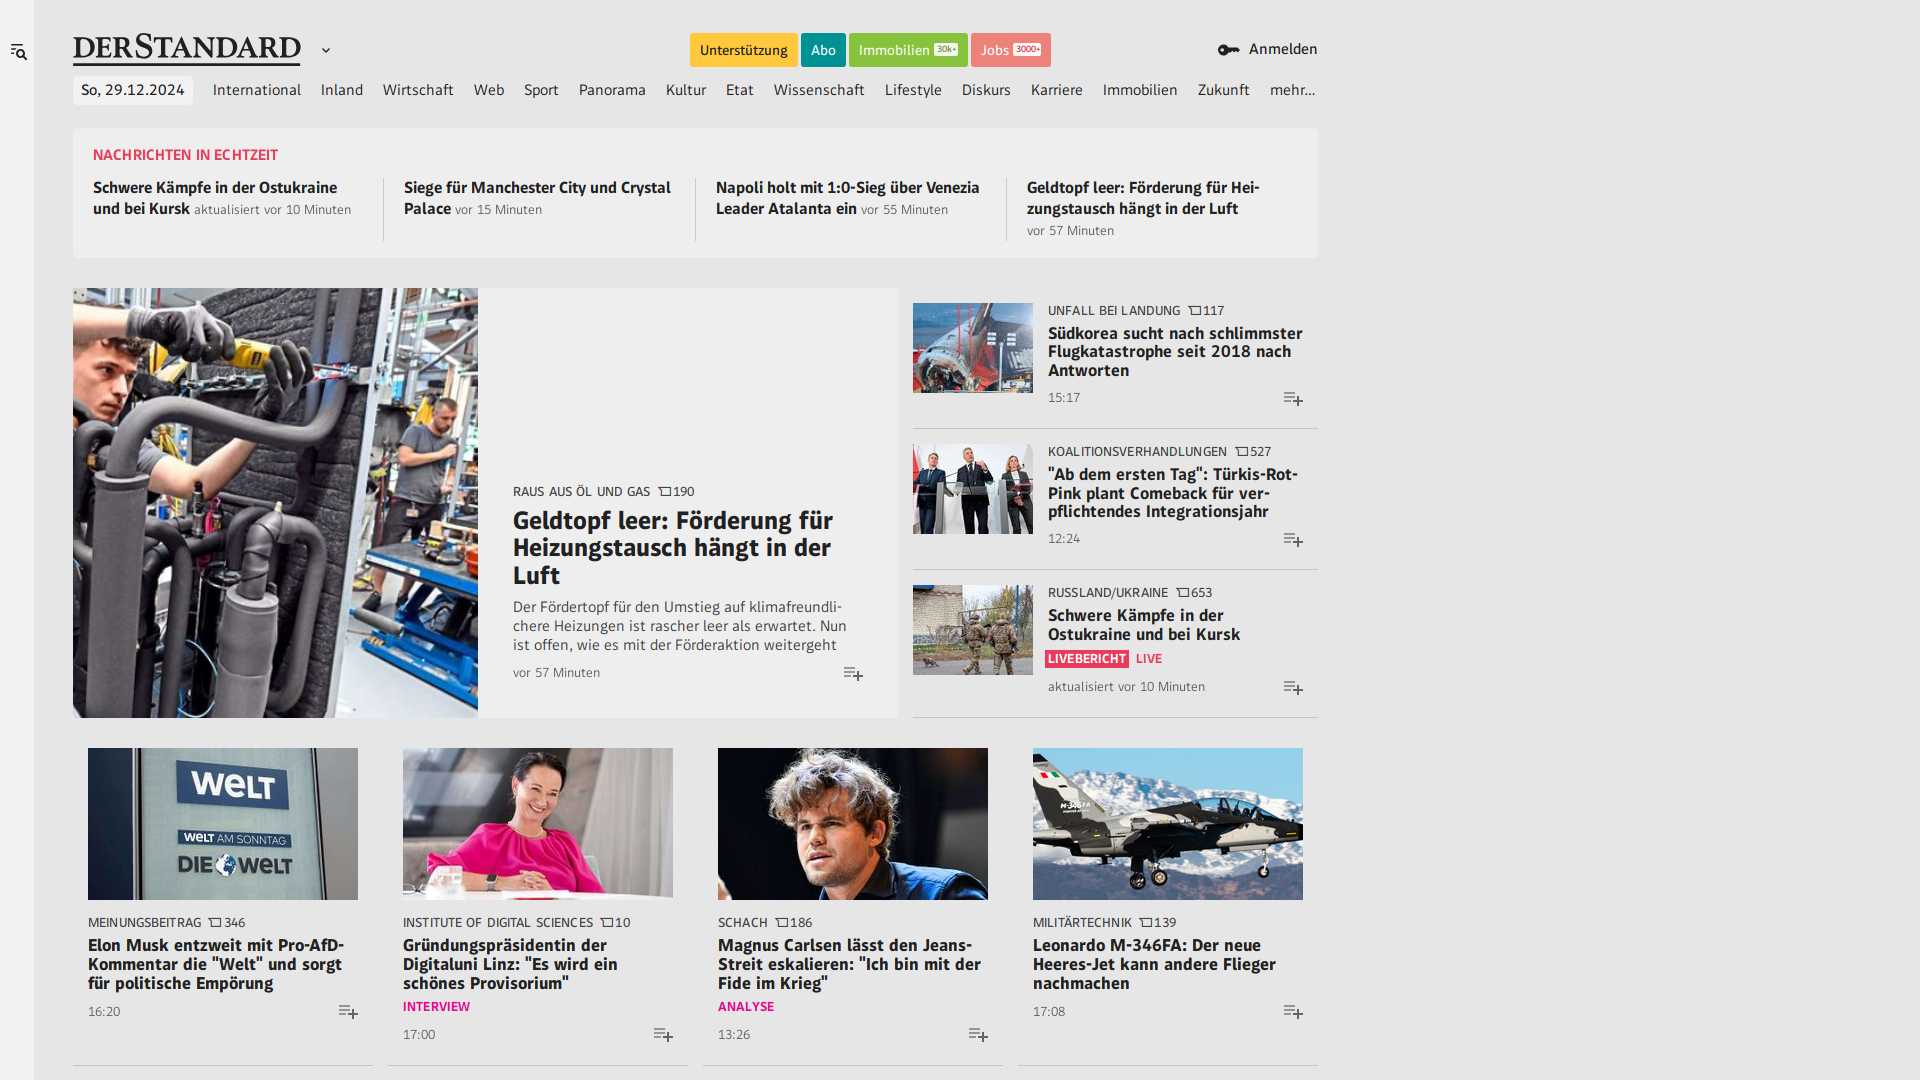 DERSTANDARD
Unterstützung
Abo
Immobilien 30k+
Jobs 3000+
Anmelden
So, 29.12.2024
International
Inland
Wirtschaft
Web
Sport
Panorama
Kultur
Etat
Wissenschaft
Lifestyle
Diskurs
Karriere
Immobilien
Zukunft
mehr...
NACHRICHTEN IN ECHTZEIT
Schwere Kämpfe in der Ostukraine
und bei Kursk aktualisiert vor 10 Minuten
Siege für Manchester City und Crystal
Palace vor 15 Minuten
Napoli holt mit 1:0-Sieg über Venezia
Leader Atalanta ein vor 55 Minuten
Geldtopf leer: Förderung für Hei-
zungstausch hängt in der Luft
vor 57 Minuten
RAUS AUS ÖL UND GAS 190
Geldtopf leer: Förderung für
Heizungstausch hängt in der
Luft
Der Fördertopf für den Umstieg auf klimafreundli-
chere Heizungen ist rascher leer als erwartet. Nun
ist offen, wie es mit der Förderaktion weitergeht
vor 57 Minuten
UNFALL BEI LANDUNG 117
Südkorea sucht nach schlimmster
Flugkatastrophe seit 2018 nach
Antworten
15:17
KOALITIONSVERHANDLUNGEN 527
"Ab dem ersten Tag": Türkis-Rot-
Pink plant Comeback für ver-
pflichtendes Integrationsjahr
12:24
RUSSLAND/UKRAINE 653
Schwere Kämpfe in der
Ostukraine und bei Kursk
LIVEBERICHT LIVE
aktualisiert vor 10 Minuten
WELT
WELT AM SONNTAG
DIE WELT
MEINUNGSBEITRAG 346
Elon Musk entzweit mit Pro-AfD-
Kommentar die "Welt" und sorgt
für politische Empörung
16:20
INSTITUTE OF DIGITAL SCIENCES 10
Gründungspräsidentin der
Digitaluni Linz: "Es wird ein
schönes Provisorium"
INTERVIEW
17:00
SCHACH 186
Magnus Carlsen lässt den Jeans-
Streit eskalieren: "Ich bin mit der
Fide im Krieg"
ANALYSE
13:26
M-346FA
MILITÄRTECHNIK 139
Leonardo M-346FA: Der neue
Heeres-Jet kann andere Flieger
nachmachen
17:08